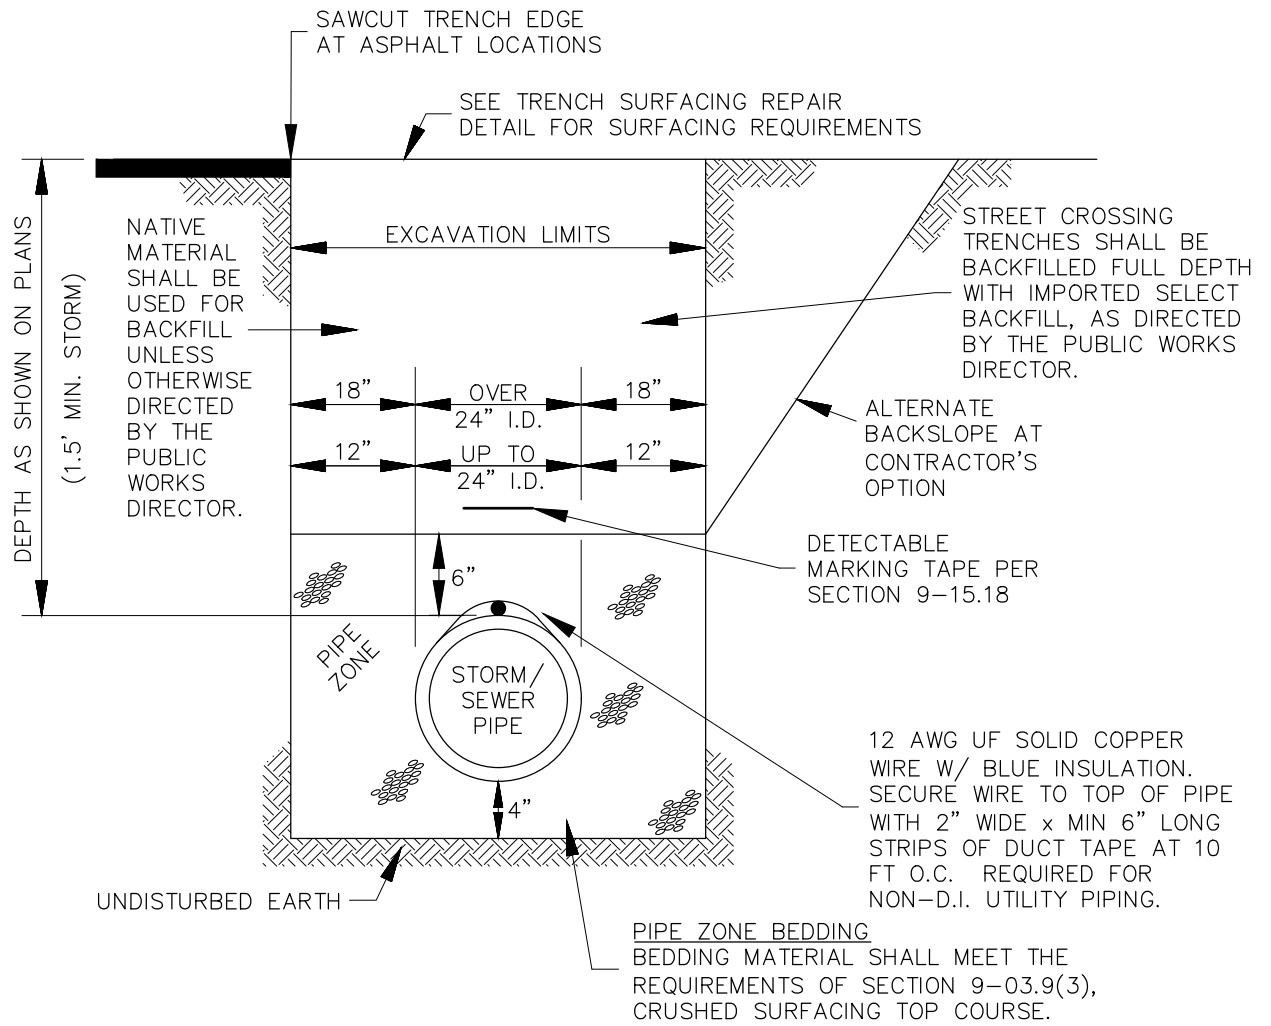 SAWCUT TRENCH EDGE
AT ASPHALT LOCATIONS
SEE TRENCH SURFACING REPAIR
DETAIL FOR SURFACING REQUIREMENTS
DEPTH AS SHOWN ON PLANS
(1.5' MIN. STORM)
NATIVE
MATERIAL
SHALL BE
USED FOR
BACKFILL
UNLESS
OTHERWISE
DIRECTED
BY THE
PUBLIC
WORKS
DIRECTOR.
EXCAVATION LIMITS
STREET CROSSING
TRENCHES SHALL BE
BACKFILLED FULL DEPTH
WITH IMPORTED SELECT
BACKFILL, AS DIRECTED
BY THE PUBLIC WORKS
DIRECTOR.
18"
OVER
24" I.D.
18"
12"
UP TO
24" I.D.
12"
ALTERNATE
BACKSLOPE AT
CONTRACTOR'S
OPTION
DETECTABLE
MARKING TAPE PER
SECTION 9-15.18
6"
PIPE
ZONE
STORM/
SEWER
PIPE
4"
12 AWG UF SOLID COPPER
WIRE W/ BLUE INSULATION.
SECURE WIRE TO TOP OF PIPE
WITH 2" WIDE x MIN 6" LONG
STRIPS OF DUCT TAPE AT 10
FT O.C. REQUIRED FOR
NON-D.I. UTILITY PIPING.
UNDISTURBED EARTH
PIPE ZONE BEDDING
BEDDING MATERIAL SHALL MEET THE
REQUIREMENTS OF SECTION 9-03.9(3),
CRUSHED SURFACING TOP COURSE.